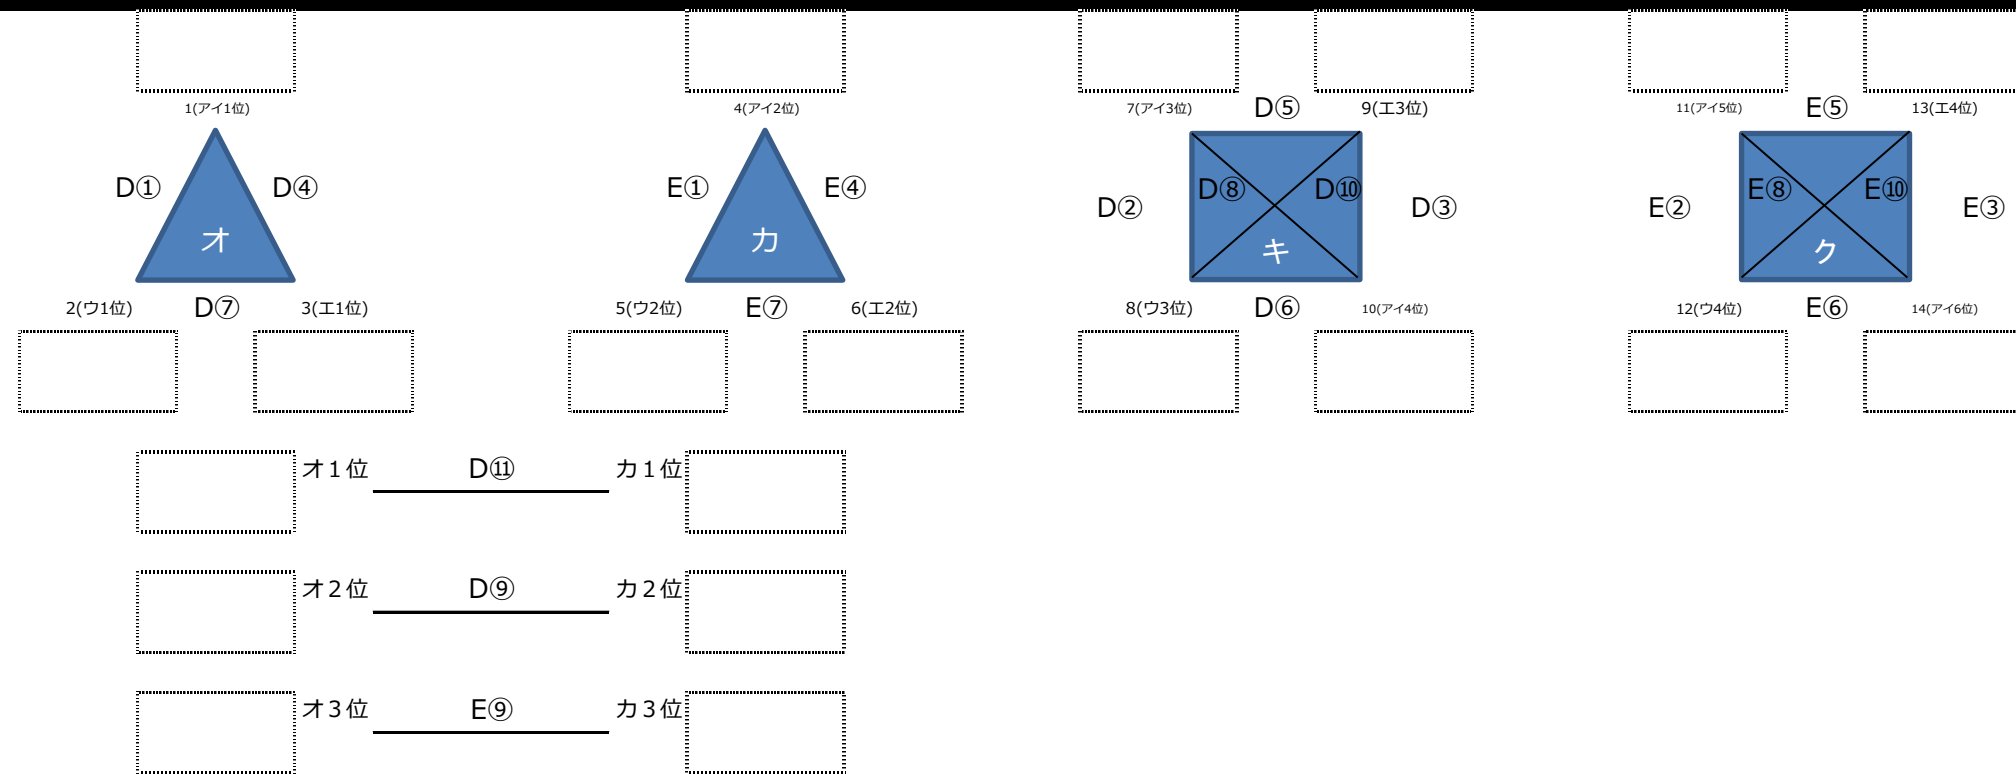 1(アイ1位) 4(アイ2位) 7(アイ3位) D⑤ 9(エ3位) 11(アイ5位) E⑤ 13(エ4位)
D① D④ E① E④ D⑧ D⑩ E⑧ E⑩
D② D③ E② E③
オ カ キ ク
2(ウ1位) D⑦ 3(エ1位) 5(ウ2位) E⑦ 6(エ2位) 8(ウ3位) D⑥ 10(アイ4位) 12(ウ4位) E⑥ 14(アイ6位)
オ1位 D⑪ カ1位
オ2位 D⑨ カ2位
オ3位 E⑨ カ3位